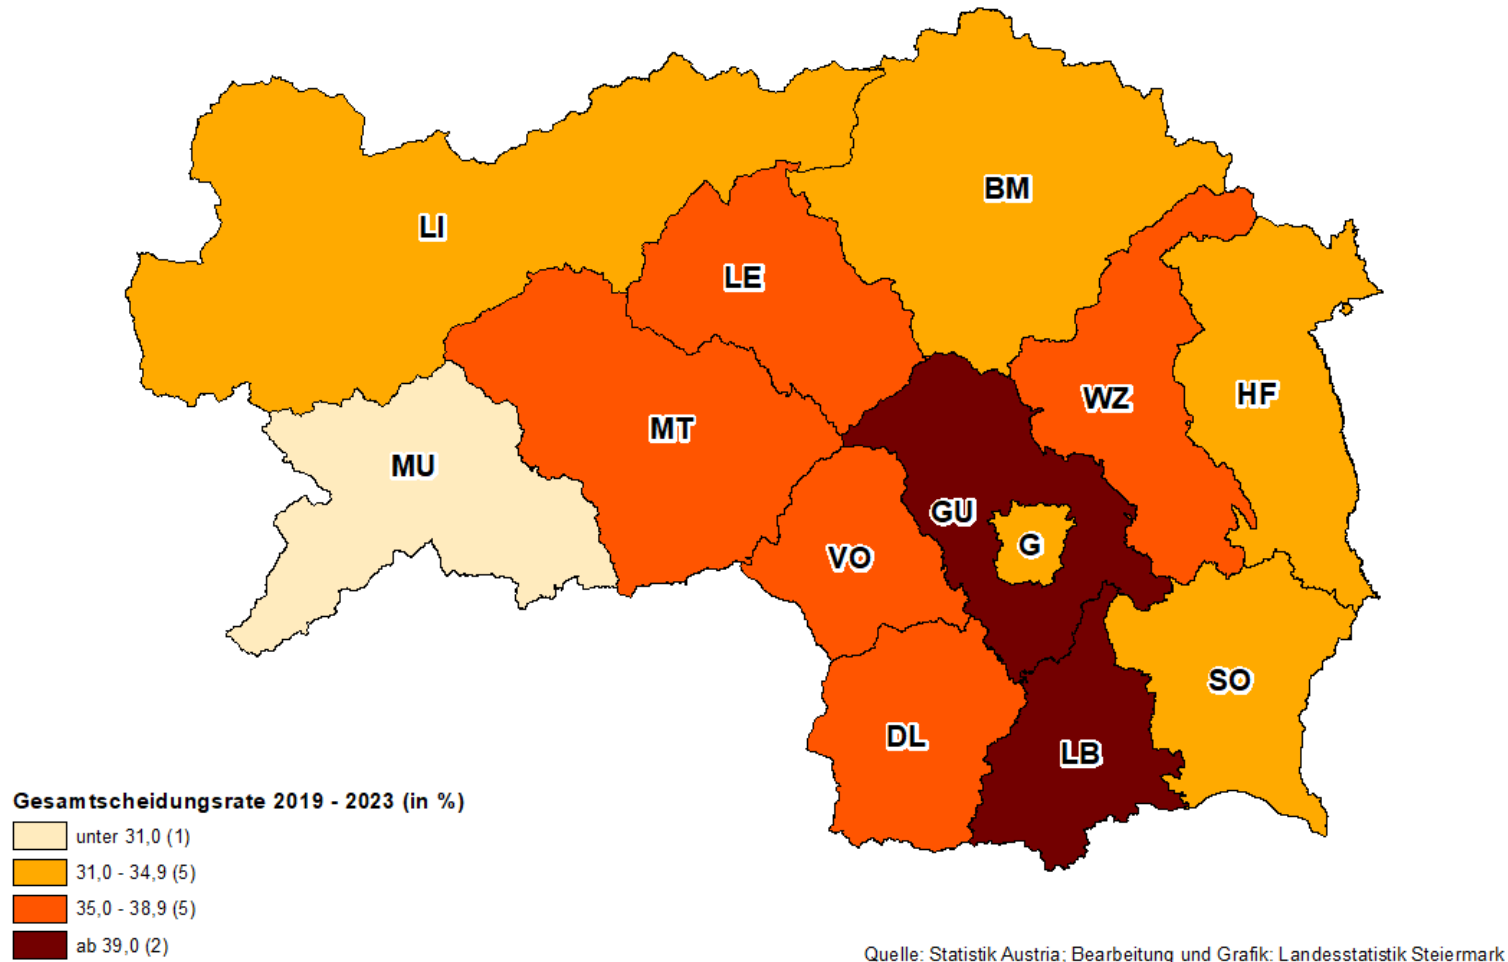 BM
LI
LE
WZ
HF
MT
MU
GU
G
VO
SO
DL
LB
Gesamtscheidungsrate 2019 - 2023 (in %)
unter 31,0 (1)
31,0 - 34,9 (5)
35,0 - 38,9 (5)
ab 39,0 (2)
Quelle: Statistik Austria; Bearbeitung und Grafik: Landesstatistik Steiermark